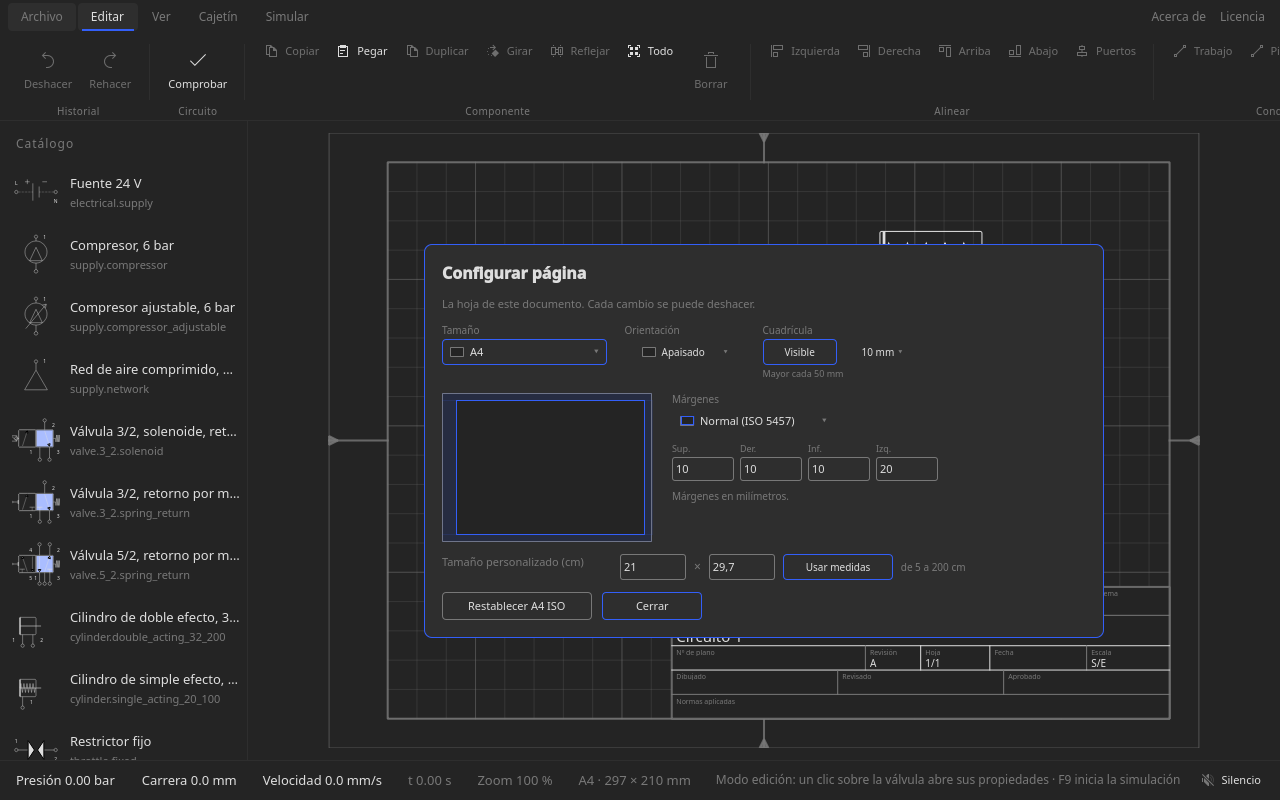 Archivo Editar Ver Cajetín Simular Acerca de Licencia
Copiar Pegar Duplicar Girar Reflejar Todo Izquierda Derecha Arriba Abajo Puertos Trabajo
Deshacer Rehacer Comprobar Borrar
Historial Circuito Componente Alinear
Catálogo
Fuente 24 V
electrical.supply
Compresor, 6 bar
supply.compressor
Compresor ajustable, 6 bar
supply.compressor_adjustable
Red de aire comprimido, ...
supply.network
Válvula 3/2, solenoide, ret...
valve.3_2.solenoid
Válvula 3/2, retorno por m...
valve.3_2.spring_return
Válvula 5/2, retorno por m...
valve.5_2.spring_return
Cilindro de doble efecto, 3...
cylinder.double_acting_32_200
Cilindro de simple efecto, ...
cylinder.single_acting_20_100
Restrictor fijo
Configurar página
La hoja de este documento. Cada cambio se puede deshacer.
Tamaño Orientación Cuadrícula
A4 Apaisado Visible 10 mm
Mayor cada 50 mm
Márgenes
Normal (ISO 5457)
Sup. Der. Inf. Izq.
10 10 10 20
Márgenes en milímetros.
Tamaño personalizado (cm) 21 × 29,7 Usar medidas de 5 a 200 cm
Restablecer A4 ISO Cerrar
Circuito 1
Nº de plano Revisión Hoja Fecha Escala
A 1/1 S/E
Dibujado Revisado Aprobado
Normas aplicadas
Presión 0.00 bar Carrera 0.0 mm Velocidad 0.0 mm/s t 0.00 s Zoom 100 % A4 · 297 × 210 mm Modo edición: un clic sobre la válvula abre sus propiedades · F9 inicia la simulación Silencio